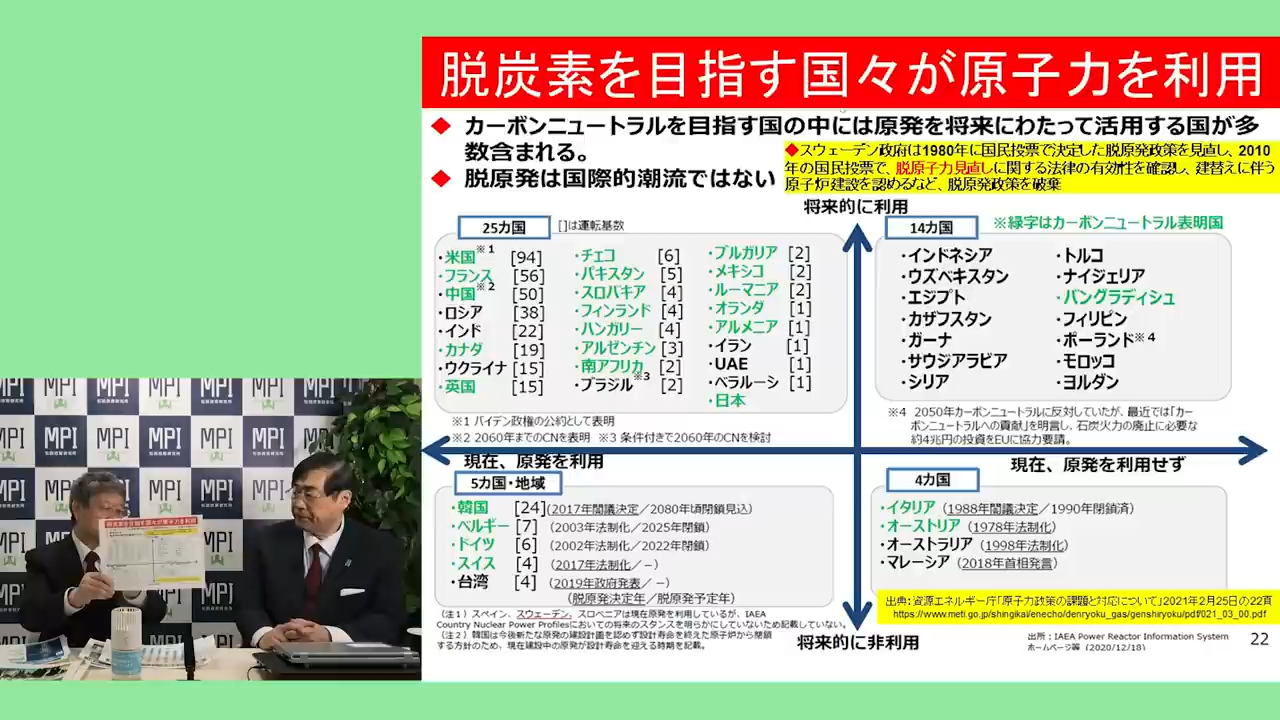 脱炭素を目指す国々が原子力を利用
◆ カーボンニュートラルを目指す国の中には原発を将来にわたって活用する国が多
数含まれる。
◆ 脱原発は国際的潮流ではない
◆スウェーデン政府は1980年に国民投票で決定した脱原発政策を見直し、2010
年の国民投票で、脱原子力見直しに関する法律の有効性を確認し、建替えに伴う
原子炉建設を認めるなど、脱原発政策を破棄
将来的に利用
25カ国 []は運転基数
・米国※1 [94]
・フランス [56]
・中国※2 [50]
・ロシア [38]
・インド [22]
・カナダ [19]
・ウクライナ [15]
・英国 [15]
・チェコ [6]
・パキスタン [5]
・スロバキア [4]
・フィンランド [4]
・ハンガリー [4]
・アルゼンチン [3]
・南アフリカ [2]
・ブラジル※3 [2]
・ブルガリア [2]
・メキシコ [2]
・ルーマニア [2]
・オランダ [1]
・アルメニア [1]
・イラン [1]
・UAE [1]
・ベラルーシ [1]
・日本
※1 バイデン政権の公約として表明
※2 2060年までのCNを表明 ※3 条件付きで2060年のCNを検討
14カ国 ※緑字はカーボンニュートラル表明国
・インドネシア
・ウズベキスタン
・エジプト
・カザフスタン
・ガーナ
・サウジアラビア
・シリア
・トルコ
・ナイジェリア
・バングラディシュ
・フィリピン
・ポーランド※4
・モロッコ
・ヨルダン
※4 2050年カーボンニュートラルに反対していたが、最近では「カー
ボンニュートラルへの貢献」を明言し、石炭火力の廃止に必要な
約4兆円の投資をEUに協力要請。
現在、原発を利用
現在、原発を利用せず
5カ国・地域
・韓国 [24](2017年閣議決定／2080年頃閉鎖見込)
・ベルギー [7] (2003年法制化／2025年閉鎖)
・ドイツ [6] (2002年法制化／2022年閉鎖)
・スイス [4] (2017年法制化／－)
・台湾 [4] (2019年政府発表／－)
(脱原発決定年／脱原発予定年)
4カ国
・イタリア (1988年閣議決定／1990年閉鎖済)
・オーストリア (1978年法制化)
・オーストラリア (1998年法制化)
・マレーシア (2018年首相発言)
(注１) スペイン、スウェーデン、スロベニアは現在原発を利用しているが、IAEA
Country Nuclear Power Profilesにおいての将来のスタンスを明らかにしていないため記載していない。
(注２) 韓国は今後新たな原発の建設計画を認めず設計寿命を終えた原子炉から閉鎖
する方針のため、現在建設中の原発が設計寿命を迎える時期を記載。
将来的に非利用
出典：資源エネルギー庁「原子力政策の課題と対応について」2021年2月25日の22頁
https://www.meti.go.jp/shingikai/enecho/denryoku_gas/genshiryoku/pdf/021_03_00.pdf
出所：IAEA Power Reactor Information System
ホームページ等 (2020/12/18)
22
MPI
脱炭素を目指す国々が原子力を利用